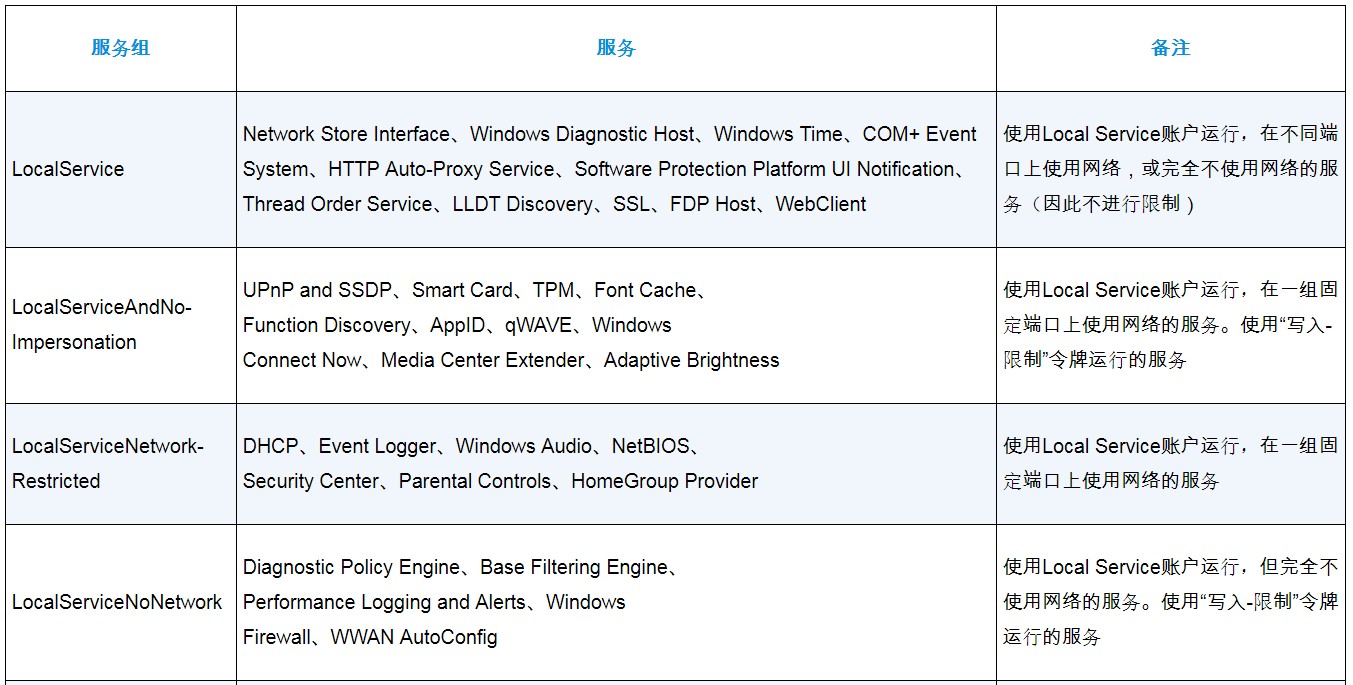 服务组
服务
备注
LocalService
Network Store Interface、Windows Diagnostic Host、Windows Time、COM+ Event
System、HTTP Auto-Proxy Service、Software Protection Platform UI Notification、
Thread Order Service、LLDT Discovery、SSL、FDP Host、WebClient
使用Local Service账户运行，在不同端
口上使用网络，或完全不使用网络的服
务（因此不进行限制）
LocalServiceAndNo-
Impersonation
UPnP and SSDP、Smart Card、TPM、Font Cache、
Function Discovery、AppID、qWAVE、Windows
Connect Now、Media Center Extender、Adaptive Brightness
使用Local Service账户运行，在一组固
定端口上使用网络的服务。使用“写入-
限制”令牌运行的服务
LocalServiceNetwork-
Restricted
DHCP、Event Logger、Windows Audio、NetBIOS、
Security Center、Parental Controls、HomeGroup Provider
使用Local Service账户运行，在一组固
定端口上使用网络的服务
LocalServiceNoNetwork
Diagnostic Policy Engine、Base Filtering Engine、
Performance Logging and Alerts、Windows
Firewall、WWAN AutoConfig
使用Local Service账户运行，但完全不
使用网络的服务。使用“写入-限制”令牌
运行的服务